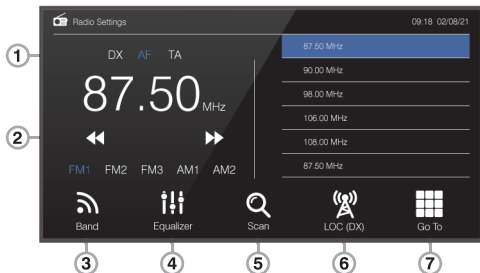 Radio Settings 09:18 02/08/21
DX AF TA
87.50 MHz
FM1 FM2 FM3 AM1 AM2
87.50 MHz
90.00 MHz
98.00 MHz
106.00 MHz
108.00 MHz
87.50 MHz
Band Equalizer Scan LOC (DX) Go To
1
2
3 4 5 6 7